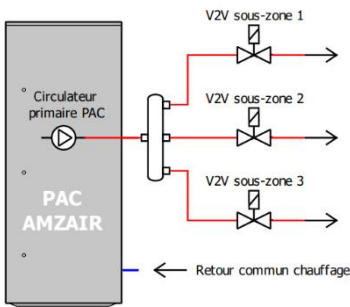 V2V sous-zone 1
Circulateur
primaire PAC
V2V sous-zone 2
V2V sous-zone 3
PAC
AMZAIR
Retour commun chauffage